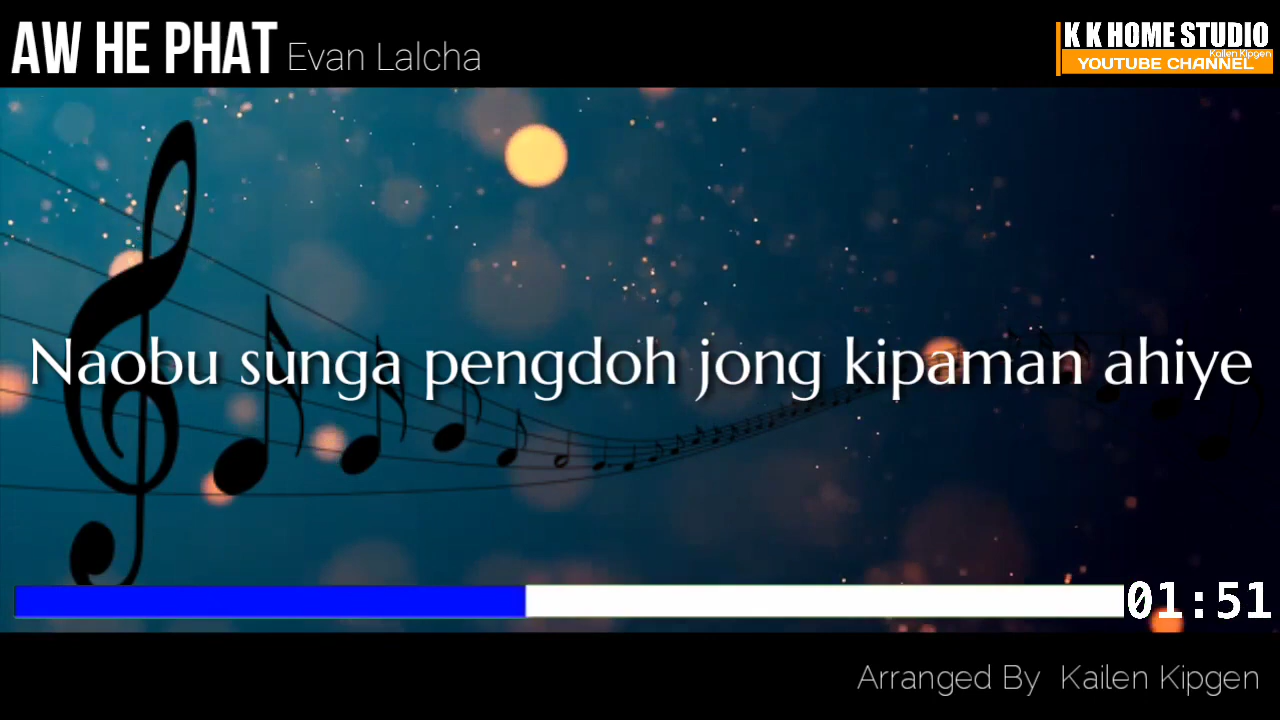 AW HE PHAT Evan Lalcha
K K HOME STUDIO
Kailen Kipgen
YOUTUBE CHANNEL
Naobu sunga pengdoh jong kipaman ahiye
01:51
Arranged By Kailen Kipgen